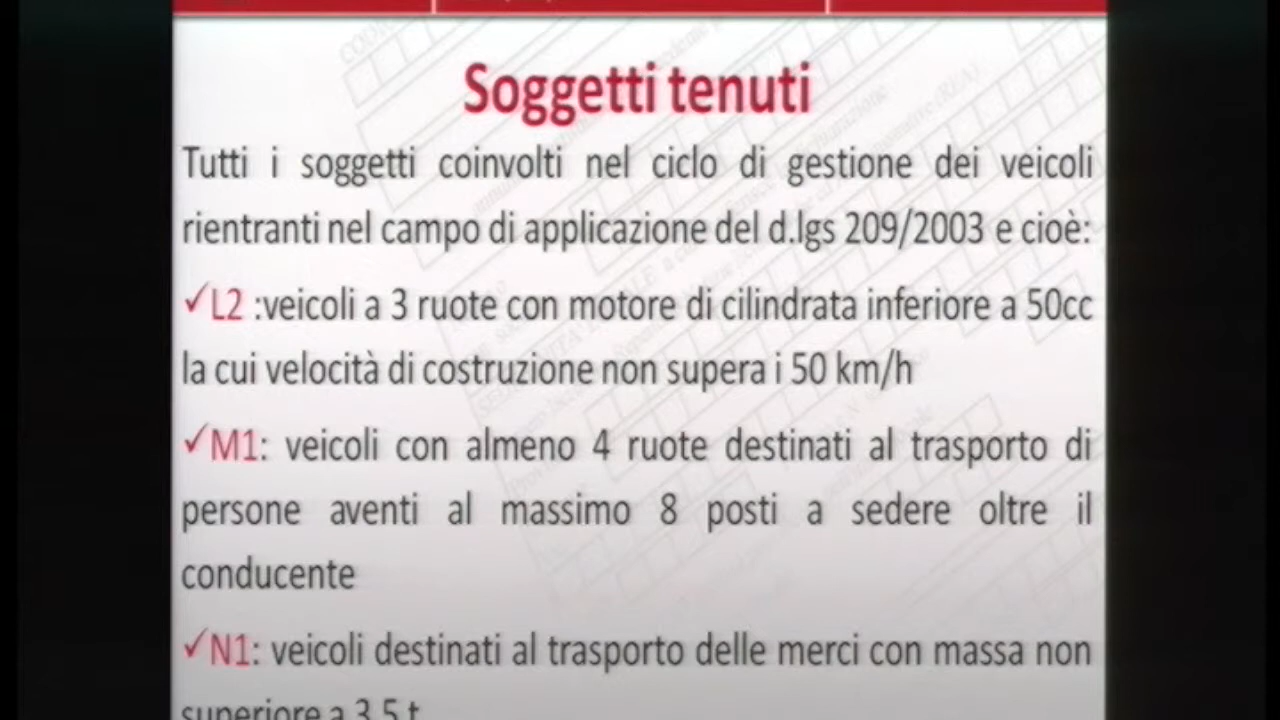 Soggetti tenuti
Tutti i soggetti coinvolti nel ciclo di gestione dei veicoli
rientranti nel campo di applicazione del d.lgs 209/2003 e cioè:
✓L2 :veicoli a 3 ruote con motore di cilindrata inferiore a 50cc
la cui velocità di costruzione non supera i 50 km/h
✓M1: veicoli con almeno 4 ruote destinati al trasporto di
persone aventi al massimo 8 posti a sedere oltre il
conducente
✓N1: veicoli destinati al trasporto delle merci con massa non
superiore a 3,5 t